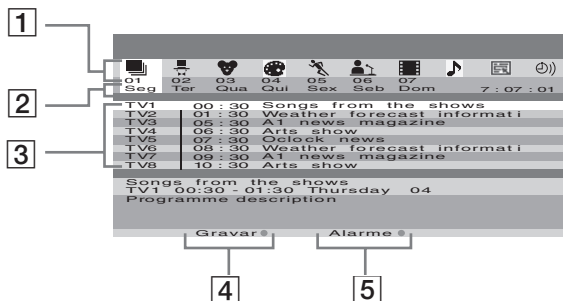 1
01 02 03 04 05 06 07
Seg Ter Qua Qui Sex Seb Dom 7 : 07 : 01
2
TV1 00 : 30 Songs from the shows
TV2 01 : 30 Weather forecast informati
TV3 05 : 30 A1 news magazine
TV4 06 : 30 Arts show
TV5 07 : 30 Oclock news
TV6 08 : 30 Weather forecast informati
TV7 09 : 30 A1 news magazine
TV8 10 : 30 Arts show
3
Songs from the shows
TV1 00:30 - 01:30 Thursday 04
Programme description
Gravar Alarme
4 5